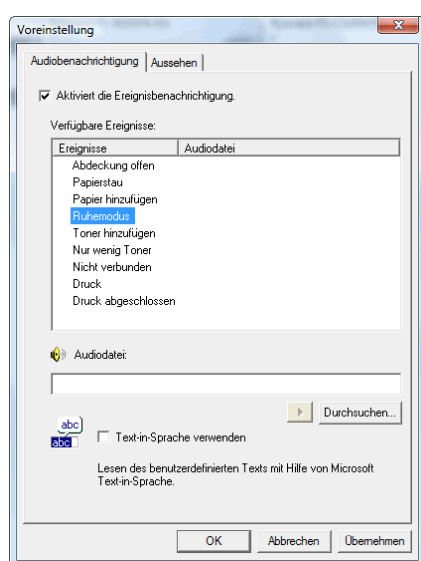 Voreinstellung
Audiobenachrichtigung Aussehen
Aktiviert die Ereignisbenachrichtigung.
Verfügbare Ereignisse:
Ereignisse Audiodatei
Abdeckung offen
Papierstau
Papier hinzufügen
Ruhemodus
Toner hinzufügen
Nur wenig Toner
Nicht verbunden
Druck
Druck abgeschlossen
Audiodatei:
Durchsuchen...
abc
abc
Text-in-Sprache verwenden
Lesen des benutzerdefinierten Texts mit Hilfe von Microsoft
Text-in-Sprache.
OK Abbrechen Übernehmen